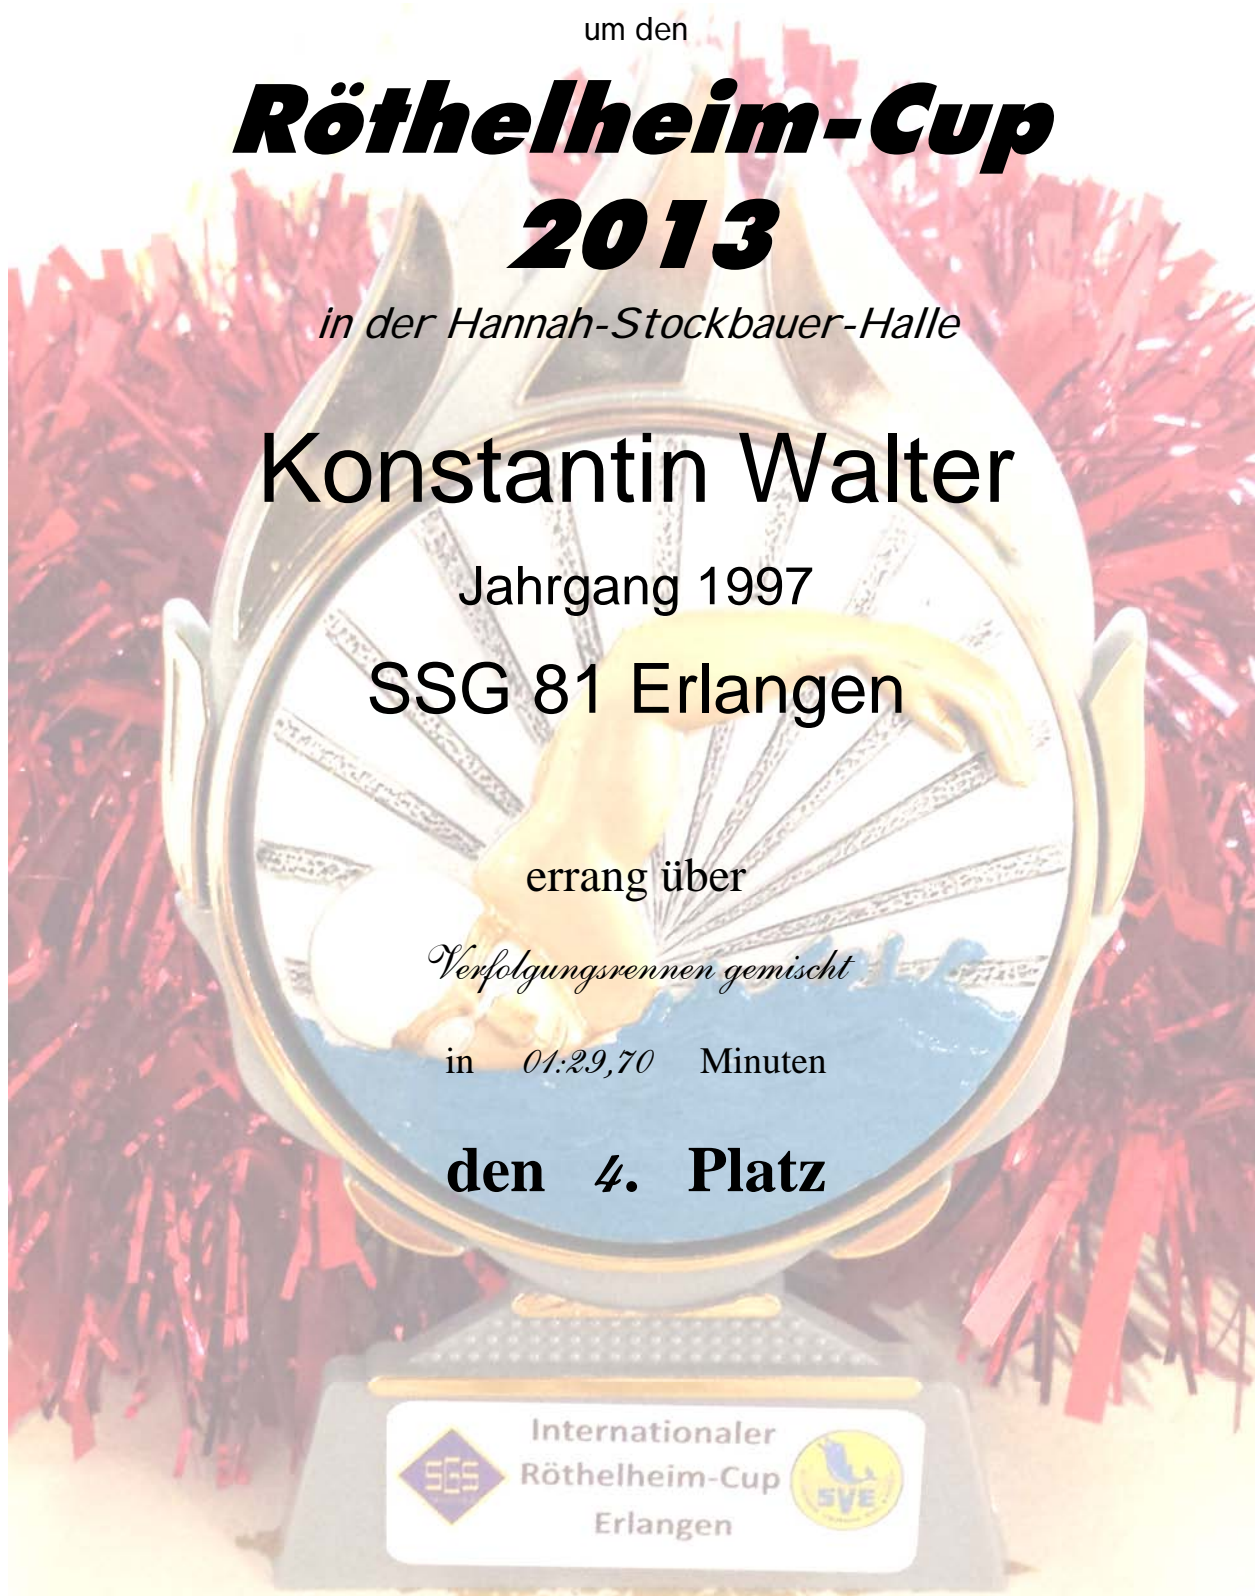 um den
Röthelheim-Cup
2013
in der Hannah-Stockbauer-Halle
Konstantin Walter
Jahrgang 1997
SSG 81 Erlangen
errang über
Verfolgungsrennen gemischt
in 01:29,70 Minuten
den 4. Platz
Internationaler
SGS Röthelheim-Cup SVE
Erlangen